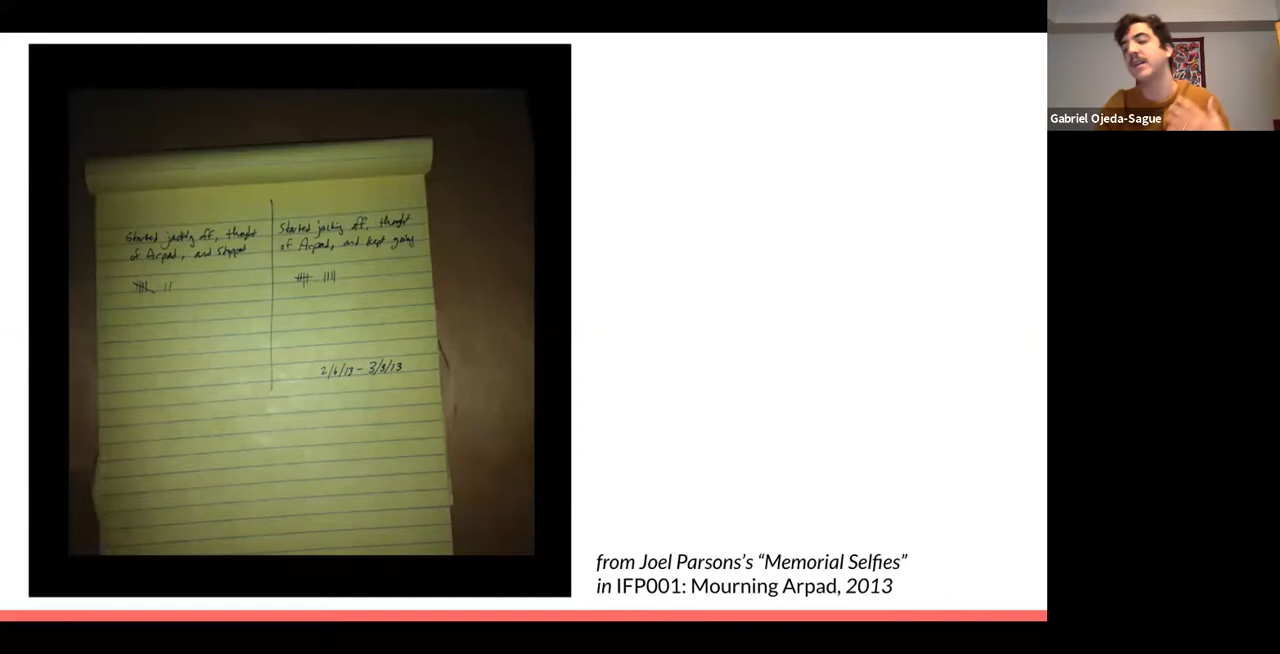 Gabriel Ojeda-Sague
Started jacking off, thought
of Arpad, and stopped
Started jacking off, thought
of Arpad, and kept going
2/6/13 - 3/3/13
from Joel Parsons's “Memorial Selfies”
in IFP001: Mourning Arpad, 2013